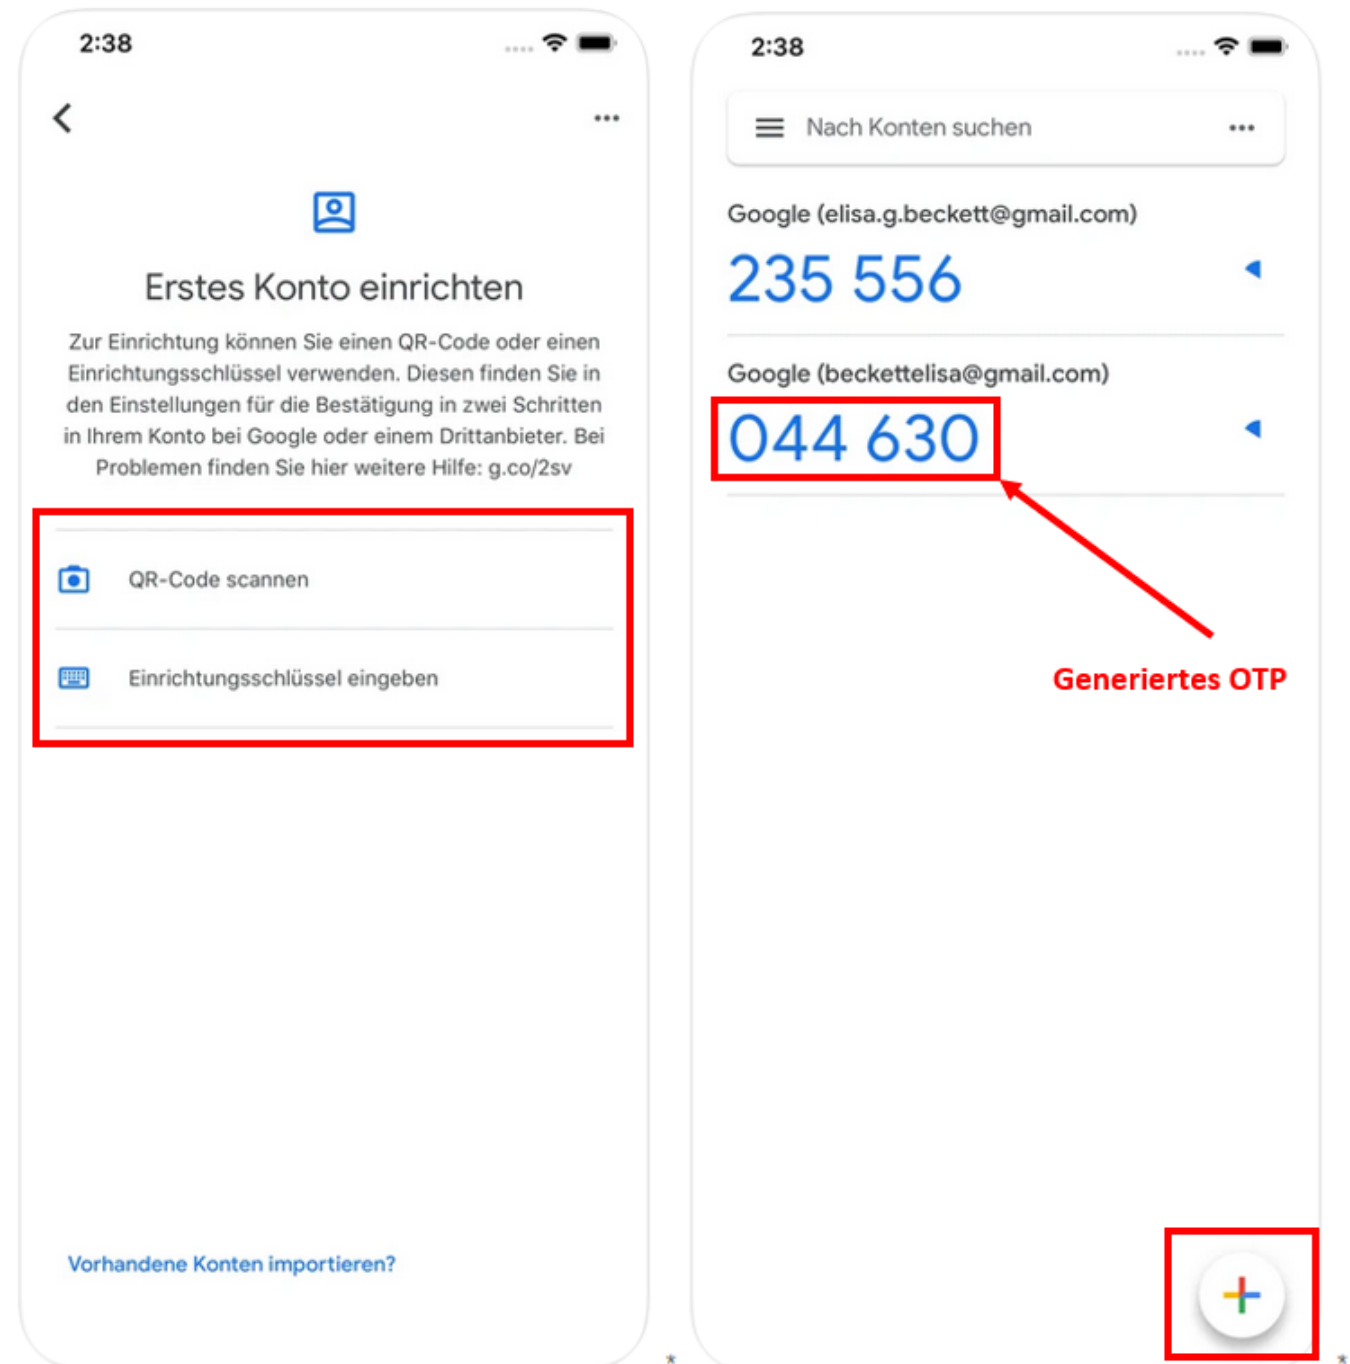 2:38
Erstes Konto einrichten
Zur Einrichtung können Sie einen QR-Code oder einen
Einrichtungsschlüssel verwenden. Diesen finden Sie in
den Einstellungen für die Bestätigung in zwei Schritten
in Ihrem Konto bei Google oder einem Drittanbieter. Bei
Problemen finden Sie hier weitere Hilfe: g.co/2sv
QR-Code scannen
Einrichtungsschlüssel eingeben
Vorhandene Konten importieren?
*
2:38
Nach Konten suchen
Google (elisa.g.beckett@gmail.com)
235 556
Google (beckettelisa@gmail.com)
044 630
Generiertes OTP
*